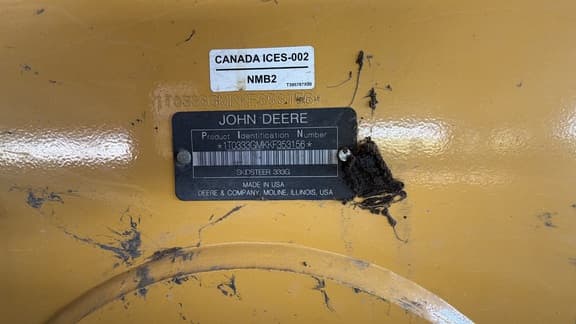 CANADA ICES-002
NMB2
JOHN DEERE
Product Identification Number
*1T0333GMKKF353156*
SKIDSTEER 333G
MADE IN USA
DEERE & COMPANY, MOLINE, ILLINOIS, USA